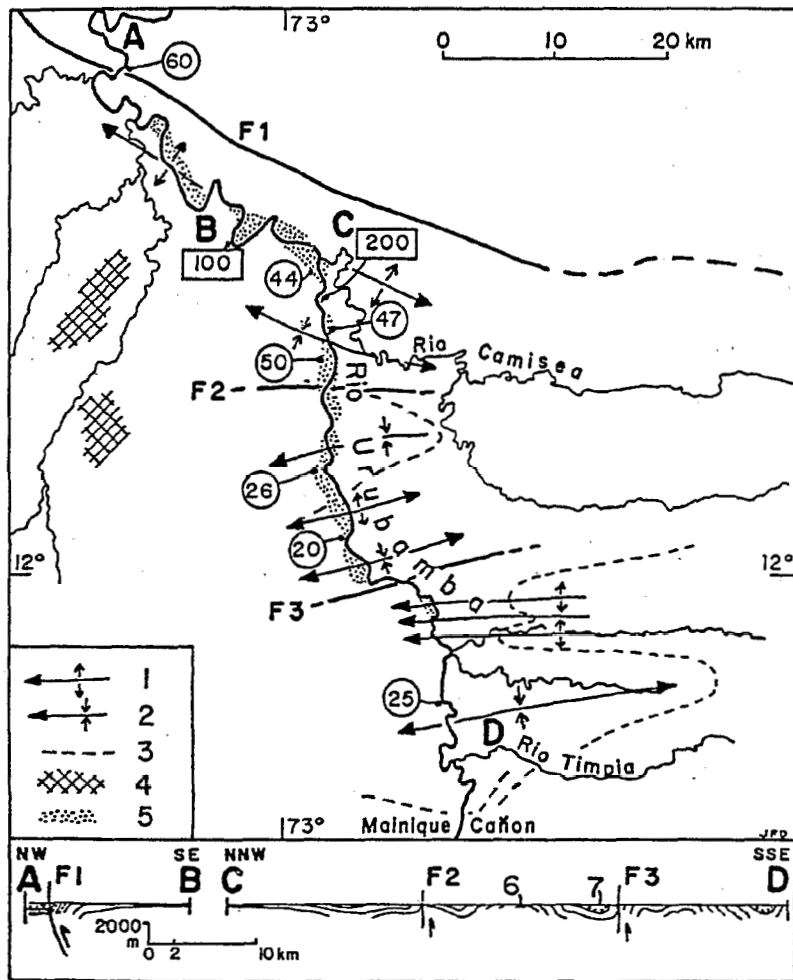 73°
0 10 20 km
A
60
F1
B
C
100
200
44
47
Rio Camisea
50
F2
Rio Urubamba
26
20
12°
12°
F3
25
D
Rio Timpia
1
2
3
4
5
73°
Mainique Cañon
JFD
NW SE NNW SSE
A F1 B C F2 6 7 F3 D
2000 m
0 2 10 km